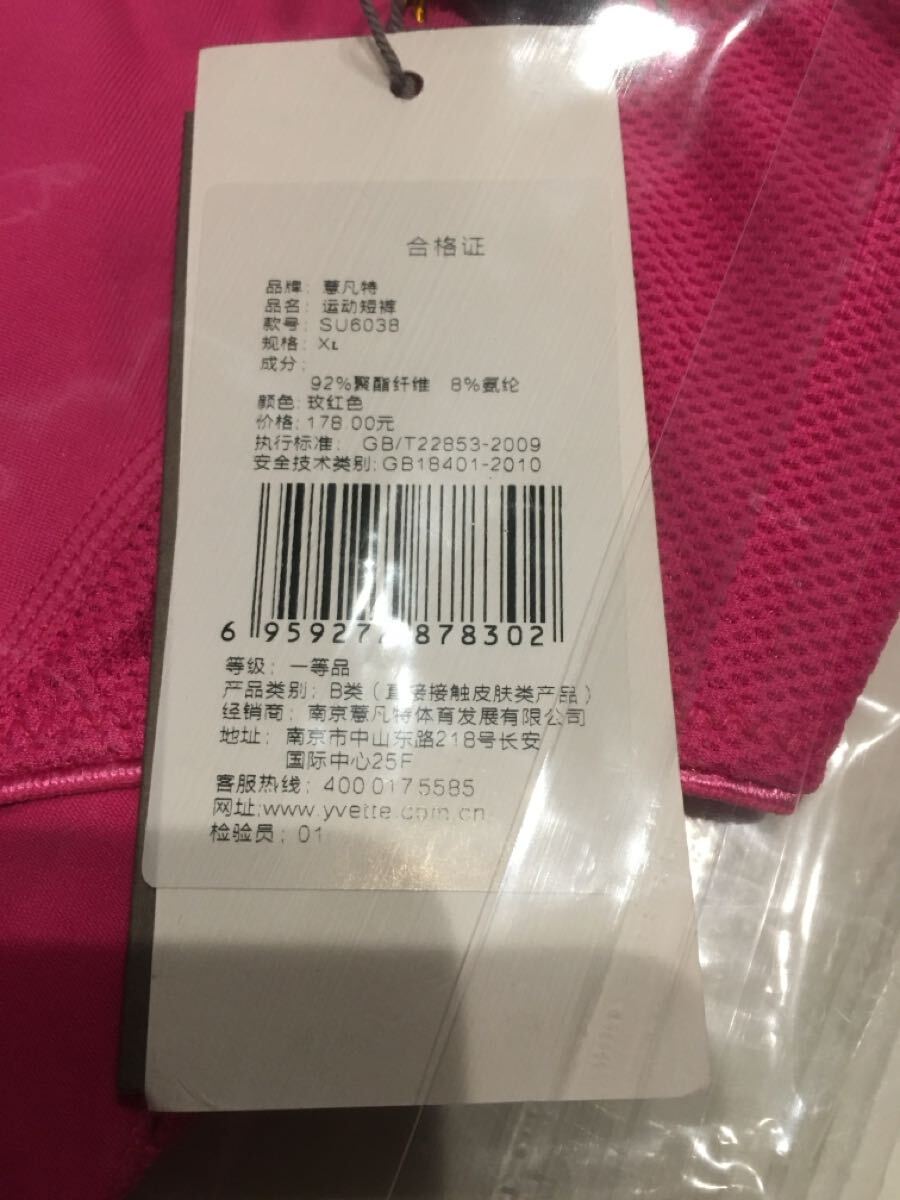 合格证
品牌: 薏凡特
品名: 运动短裤
款号: SU6038
规格: XL
成分:
92%聚酯纤维 8%氨纶
颜色: 玫红色
价格: 178.00元
执行标准: GB/T22853-2009
安全技术类别: GB18401-2010
等级: 一等品
产品类别: B类（直接接触皮肤类产品）
经销商: 南京薏凡特体育发展有限公司
地址: 南京市中山东路218号长安
国际中心25F
客服热线: 400 0175585
网址:www.yvette.com.cn
检验员: 01